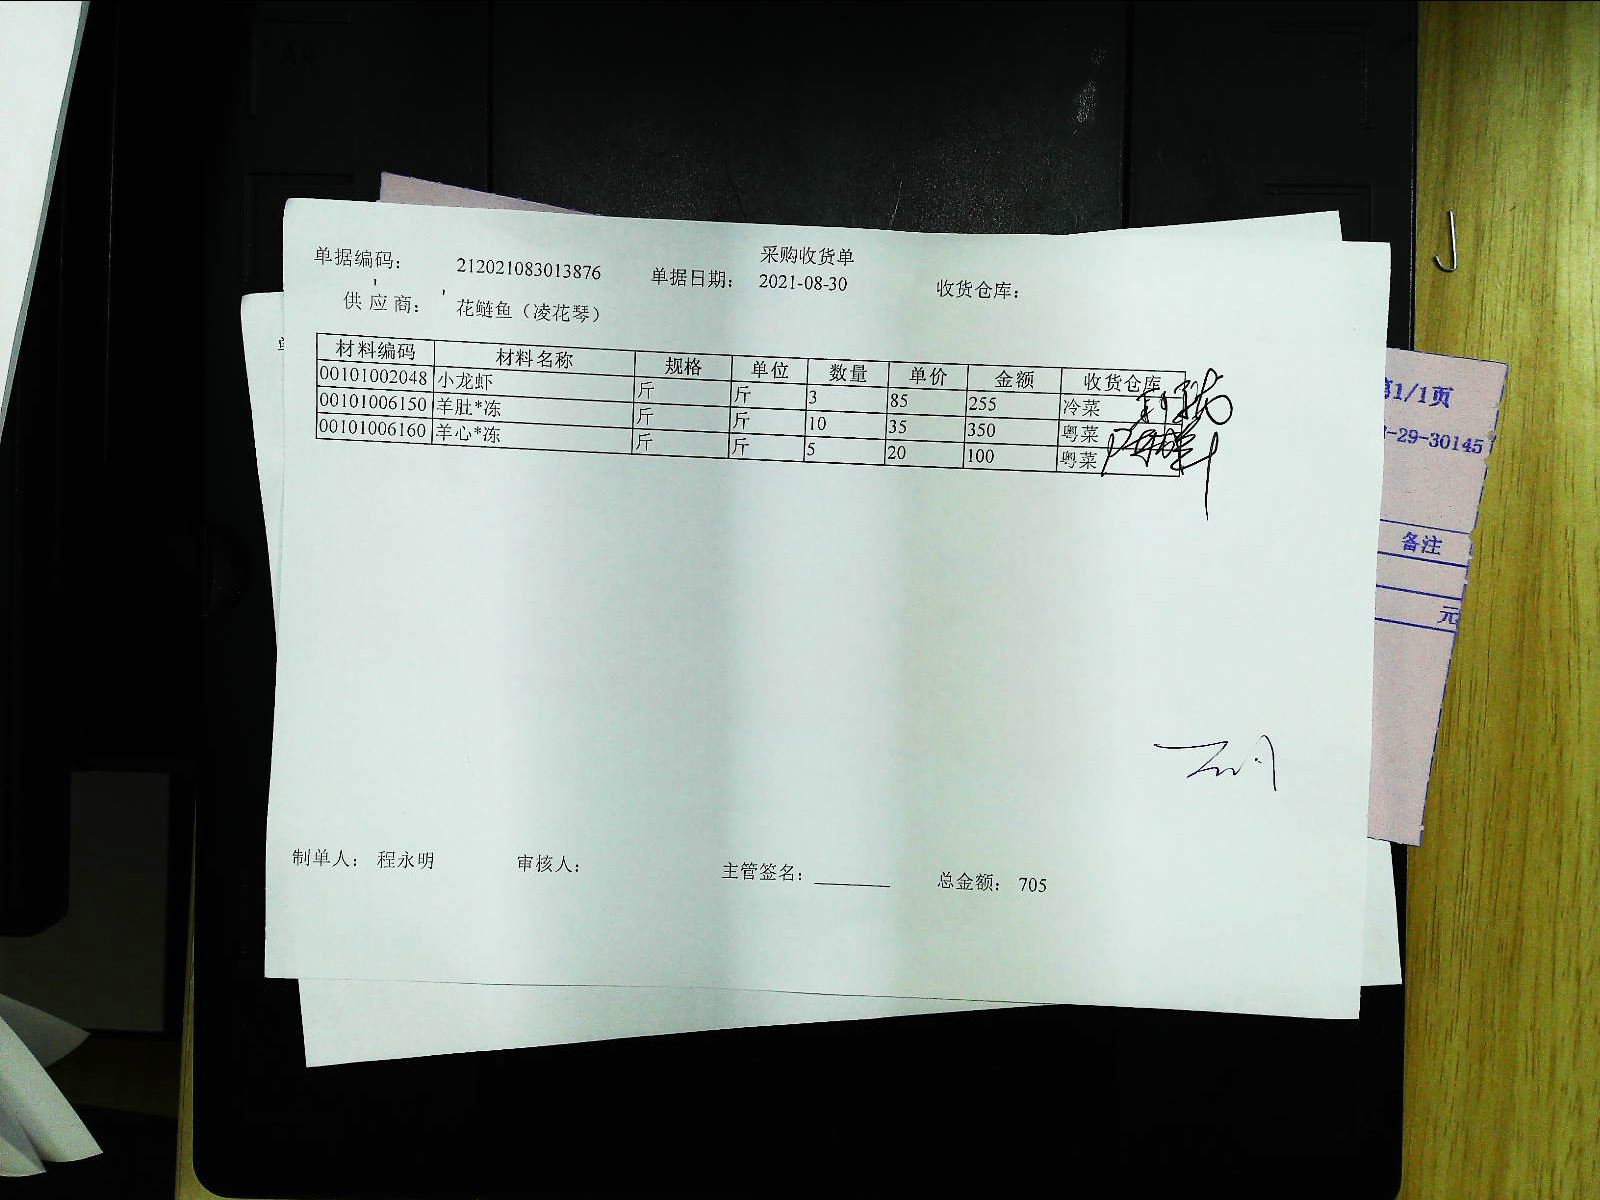 采购收货单
单据编码： 212021083013876 单据日期： 2021-08-30 收货仓库：
供应商： 花鲢鱼（凌花琴）
材料编码 材料名称 规格 单位 数量 单价 金额 收货仓库
00101002048 小龙虾 斤 斤 3 85 255 冷菜
00101006150 羊肚*冻 斤 斤 10 35 350 粤菜
00101006160 羊心*冻 斤 斤 5 20 100 粤菜
制单人： 程永明 审核人： 主管签名： 总金额： 705
第1/1页
-29-30145
备注
元